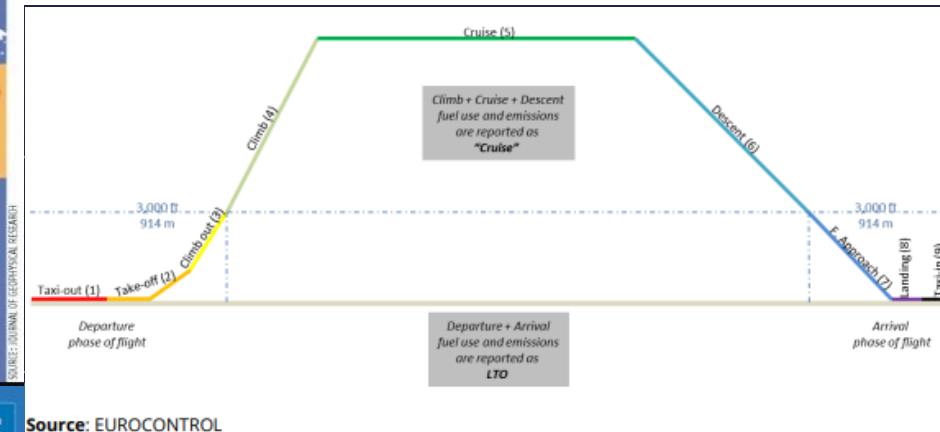 Cruise (5)
Climb + Cruise + Descent
fuel use and emissions
are reported as
"Cruise"
Climb (4)
Descent (6)
3,000 ft
914 m
3,000 ft
914 m
Climb out (3)
F. Approach (7)
Landing (8)
Taxi-in (9)
Taxi-out (1)
Take-off (2)
Departure
phase of flight
Departure + Arrival
fuel use and emissions
are reported as
LTO
Arrival
phase of flight
SOURCE: JOURNAL OF GEOPHYSICAL RESEARCH
Source: EUROCONTROL